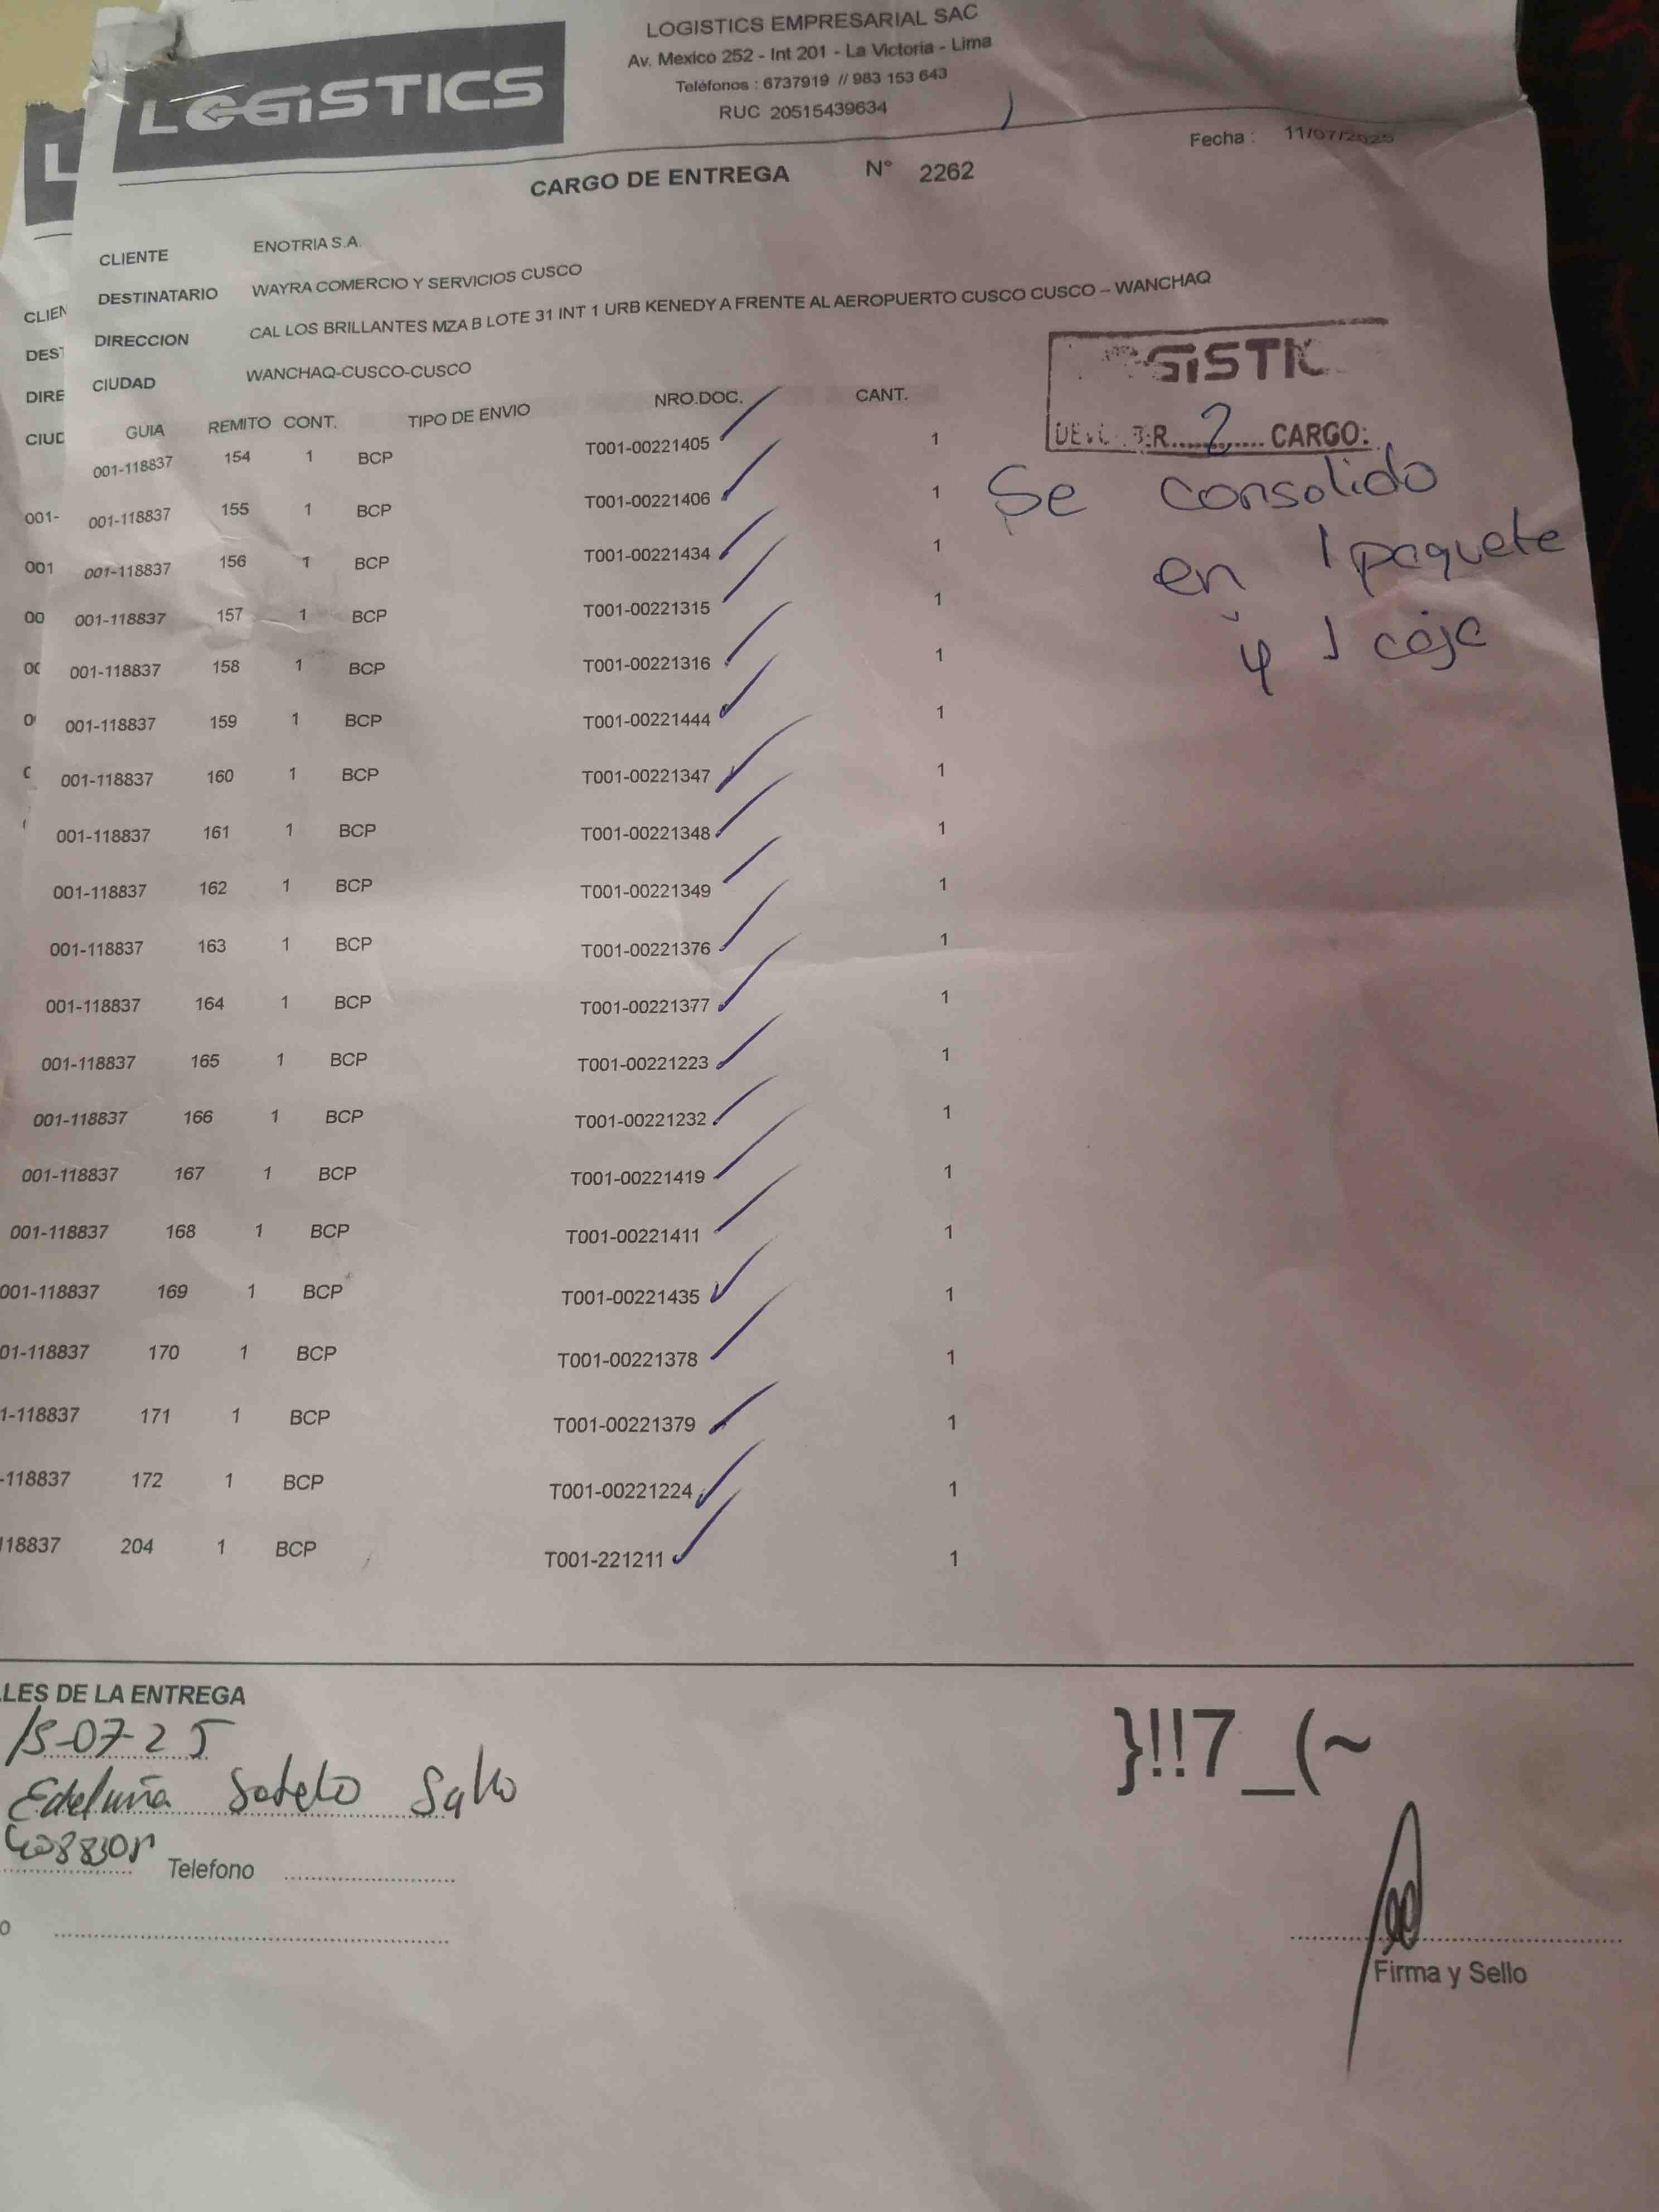 LOGISTICS
LOGISTICS EMPRESARIAL SAC
Av. Mexico 252 - Int 201 - La Victoria - Lima
Teléfonos : 6737919 // 983 153 643
RUC 20515439634
Fecha : 11/07/2025
CARGO DE ENTREGA N° 2262
CLIENTE ENOTRIA S.A.
DESTINATARIO WAYRA COMERCIO Y SERVICIOS CUSCO
DIRECCION CAL LOS BRILLANTES MZA B LOTE 31 INT 1 URB KENEDY A FRENTE AL AEROPUERTO CUSCO CUSCO – WANCHAQ
CIUDAD WANCHAQ-CUSCO-CUSCO
GUIA REMITO CONT. TIPO DE ENVIO NRO.DOC. CANT.
001-118837 154 1 BCP T001-00221405 1
001-118837 155 1 BCP T001-00221406 1
001-118837 156 1 BCP T001-00221434 1
001-118837 157 1 BCP T001-00221315 1
001-118837 158 1 BCP T001-00221316 1
001-118837 159 1 BCP T001-00221444 1
001-118837 160 1 BCP T001-00221347 1
001-118837 161 1 BCP T001-00221348 1
001-118837 162 1 BCP T001-00221349 1
001-118837 163 1 BCP T001-00221376 1
001-118837 164 1 BCP T001-00221377 1
001-118837 165 1 BCP T001-00221223 1
001-118837 166 1 BCP T001-00221232 1
001-118837 167 1 BCP T001-00221419 1
001-118837 168 1 BCP T001-00221411 1
001-118837 169 1 BCP T001-00221435 1
01-118837 170 1 BCP T001-00221378 1
1-118837 171 1 BCP T001-00221379 1
-118837 172 1 BCP T001-00221224 1
118837 204 1 BCP T001-221211 1
GISTIC
2 CARGO:
Se consolido
en 1 paquete
y 1 caja
LLES DE LA ENTREGA
15-07-25
Sotelo
Telefono
}!!7_(~
Firma y Sello